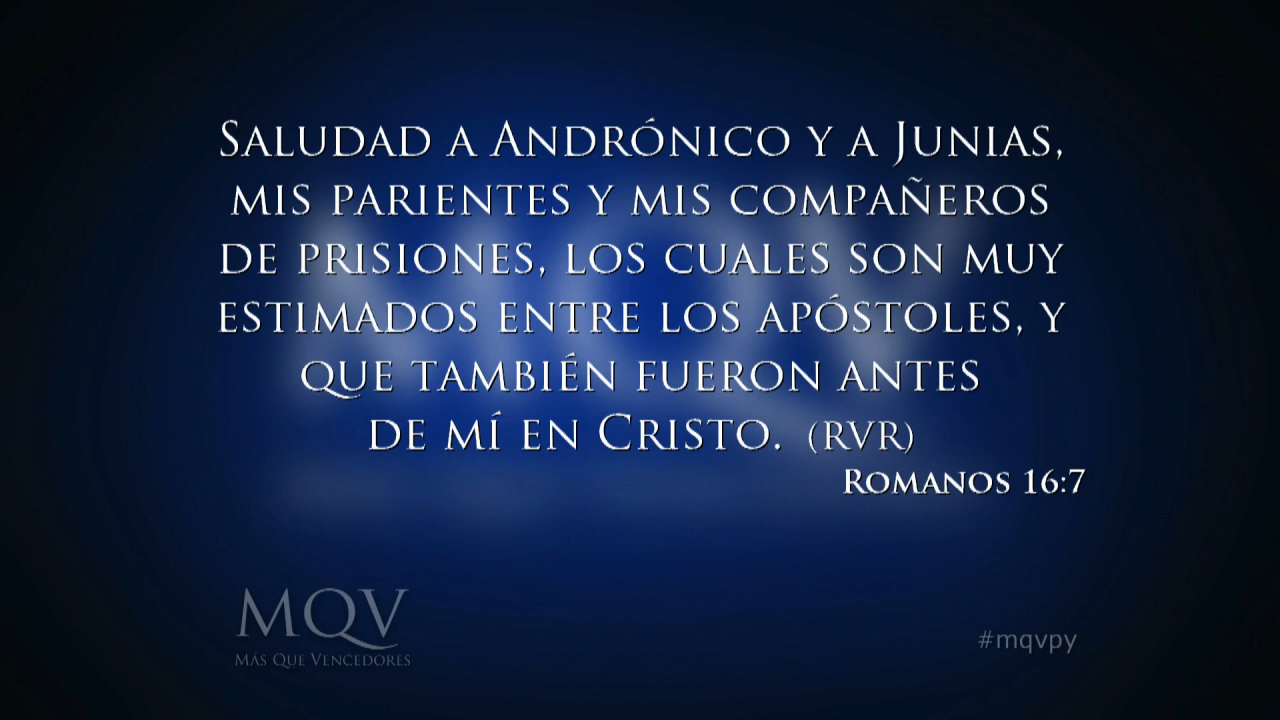 Saludad a Andrónico y a Junias,
mis parientes y mis compañeros
de prisiones, los cuales son muy
estimados entre los apóstoles, y
que también fueron antes
de mí en Cristo. (RVR)
Romanos 16:7
MQV
Más Que Vencedores
#mqvpy